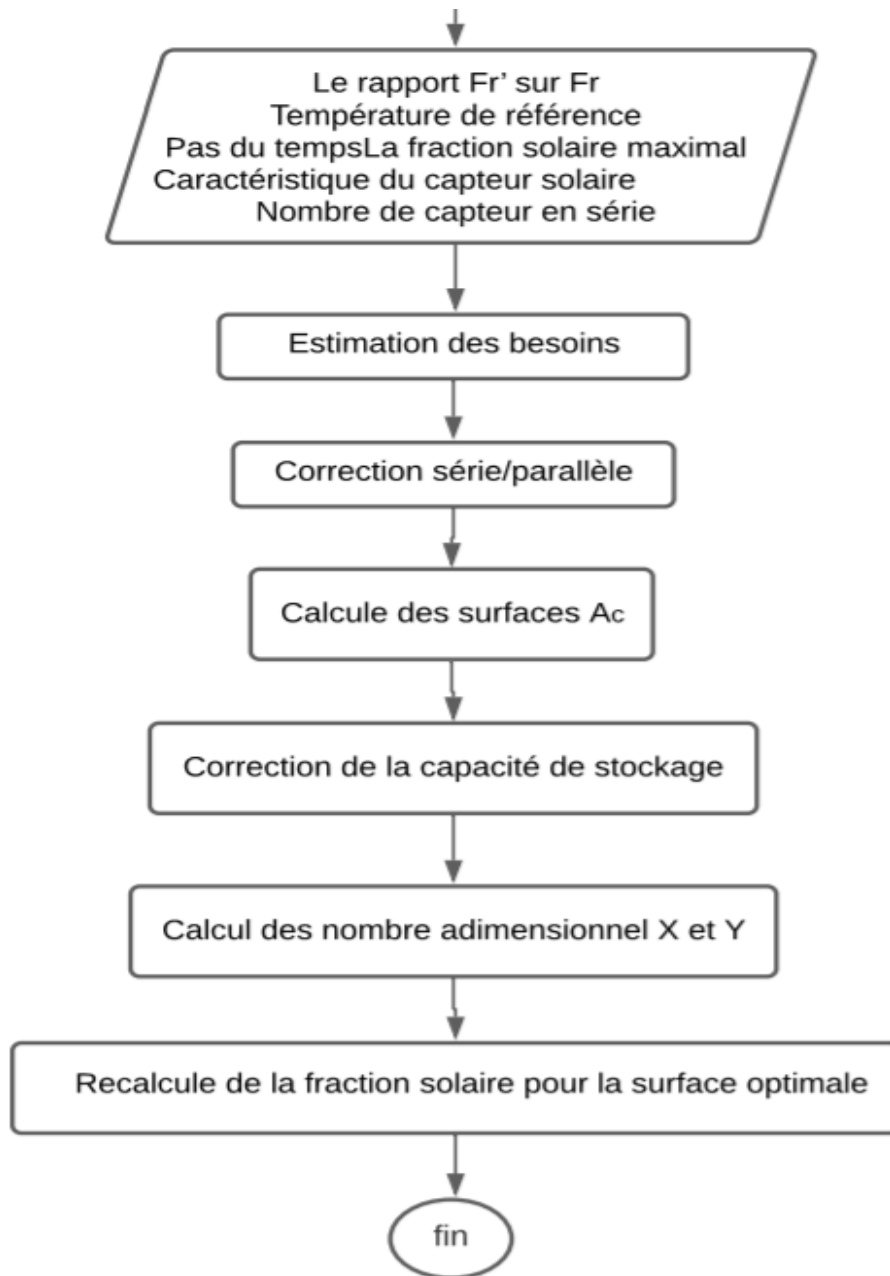 Le rapport Fr’ sur Fr
Température de référence
Pas du tempsLa fraction solaire maximal
Caractéristique du capteur solaire
Nombre de capteur en série
Estimation des besoins
Correction série/parallèle
Calcule des surfaces Ac
Correction de la capacité de stockage
Calcul des nombre adimensionnel X et Y
Recalcule de la fraction solaire pour la surface optimale
fin